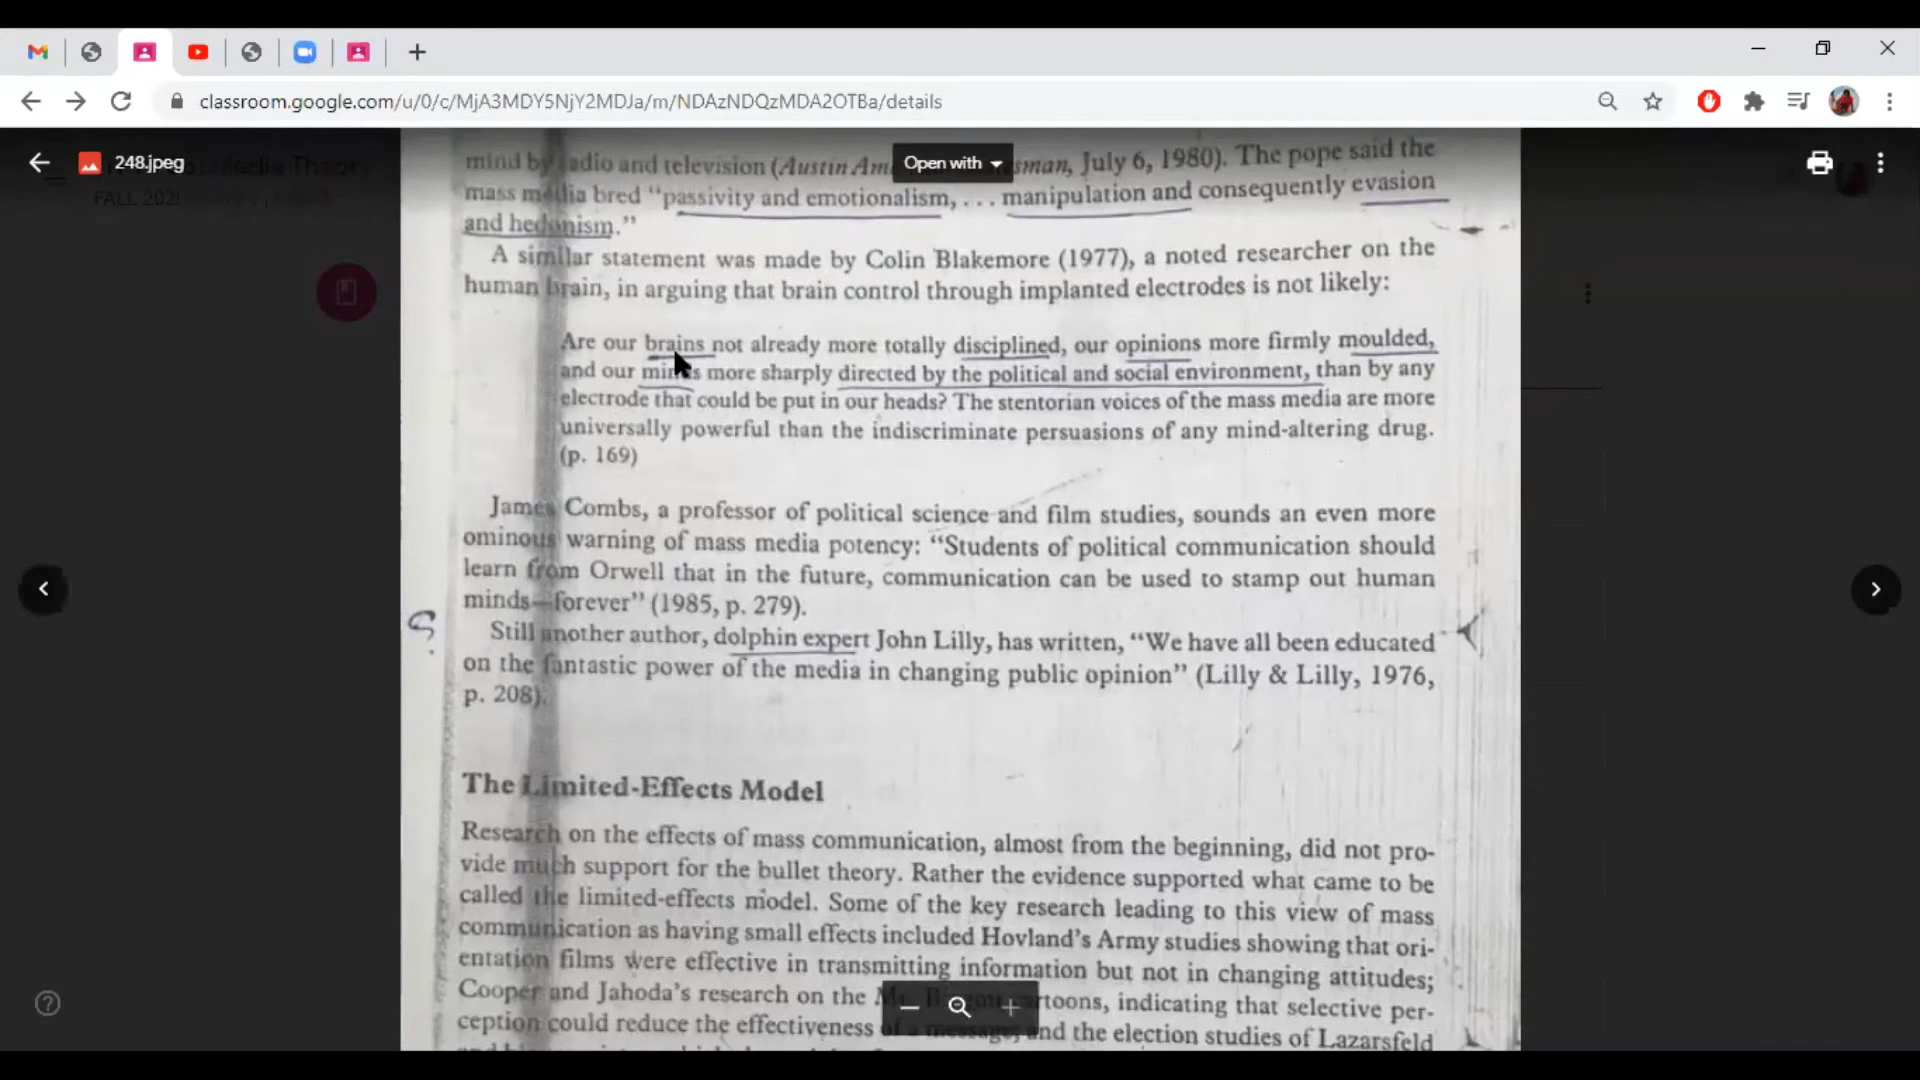 classroom.google.com/u/0/c/MjA3MDY5NjY2MDJa/m/NDAzNDQzMDA2OTBa/details
248.jpeg
Open with
FALL 202
mind by radio and television (Austin Am sman, July 6, 1980). The pope said the
mass media bred “passivity and emotionalism, . . . manipulation and consequently evasion
and hedonism.”
A similar statement was made by Colin Blakemore (1977), a noted researcher on the
human brain, in arguing that brain control through implanted electrodes is not likely:
Are our brains not already more totally disciplined, our opinions more firmly moulded,
and our minds more sharply directed by the political and social environment, than by any
electrode that could be put in our heads? The stentorian voices of the mass media are more
universally powerful than the indiscriminate persuasions of any mind-altering drug.
(p. 169)
James Combs, a professor of political science and film studies, sounds an even more
ominous warning of mass media potency: “Students of political communication should
learn from Orwell that in the future, communication can be used to stamp out human
minds—forever” (1985, p. 279).
Still another author, dolphin expert John Lilly, has written, “We have all been educated
on the fantastic power of the media in changing public opinion” (Lilly & Lilly, 1976,
p. 208).
The Limited-Effects Model
Research on the effects of mass communication, almost from the beginning, did not pro-
vide much support for the bullet theory. Rather the evidence supported what came to be
called the limited-effects model. Some of the key research leading to this view of mass
communication as having small effects included Hovland’s Army studies showing that ori-
entation films were effective in transmitting information but not in changing attitudes;
Cooper and Jahoda’s research on the Mr. Biggott cartoons, indicating that selective per-
ception could reduce the effectiveness of a message; and the election studies of Lazarsfeld